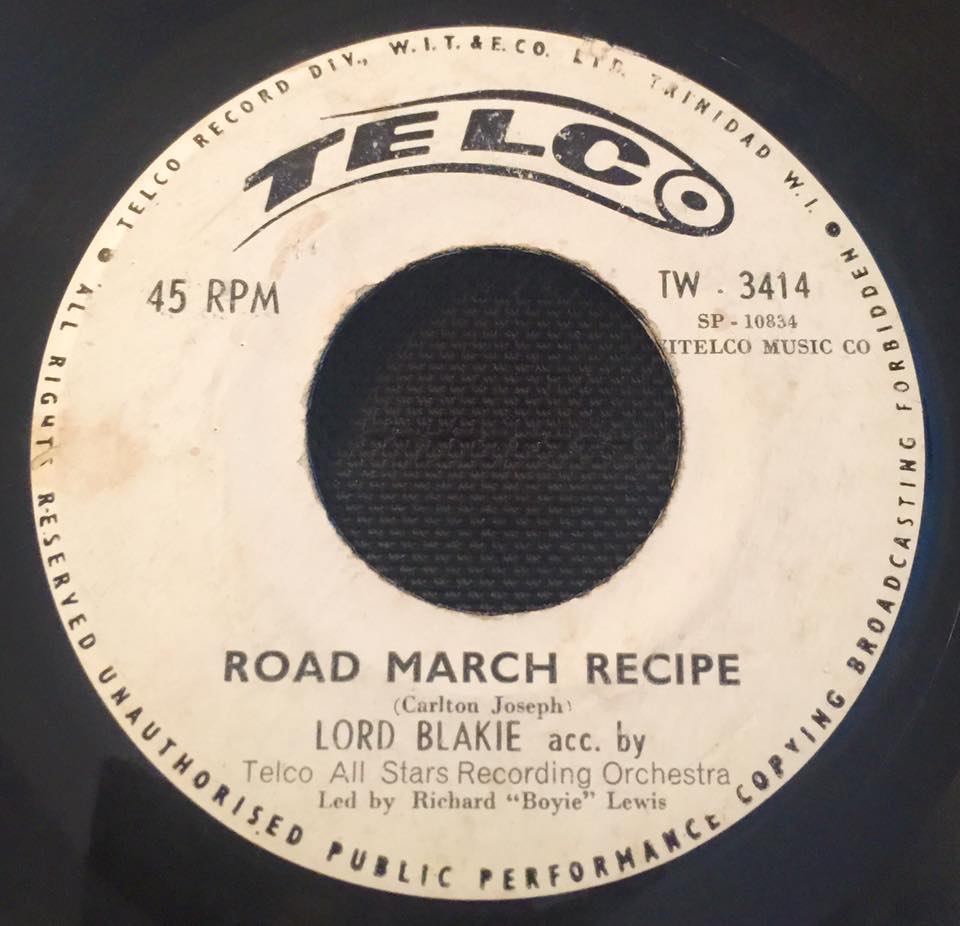 TELCO RECORD DIV., W.I.T. & E. CO. LTD. TRINIDAD W.I.
TELCO
45 RPM
TW . 3414
SP - 10834
ITELCO MUSIC CO
ROAD MARCH RECIPE
(Carlton Joseph)
LORD BLAKIE acc. by
Telco All Stars Recording Orchestra
Led by Richard "Boyie" Lewis
ALL RIGHTS RESERVED UNAUTHORISED PUBLIC PERFORMANCE COPYING BROADCASTING FORBIDDEN